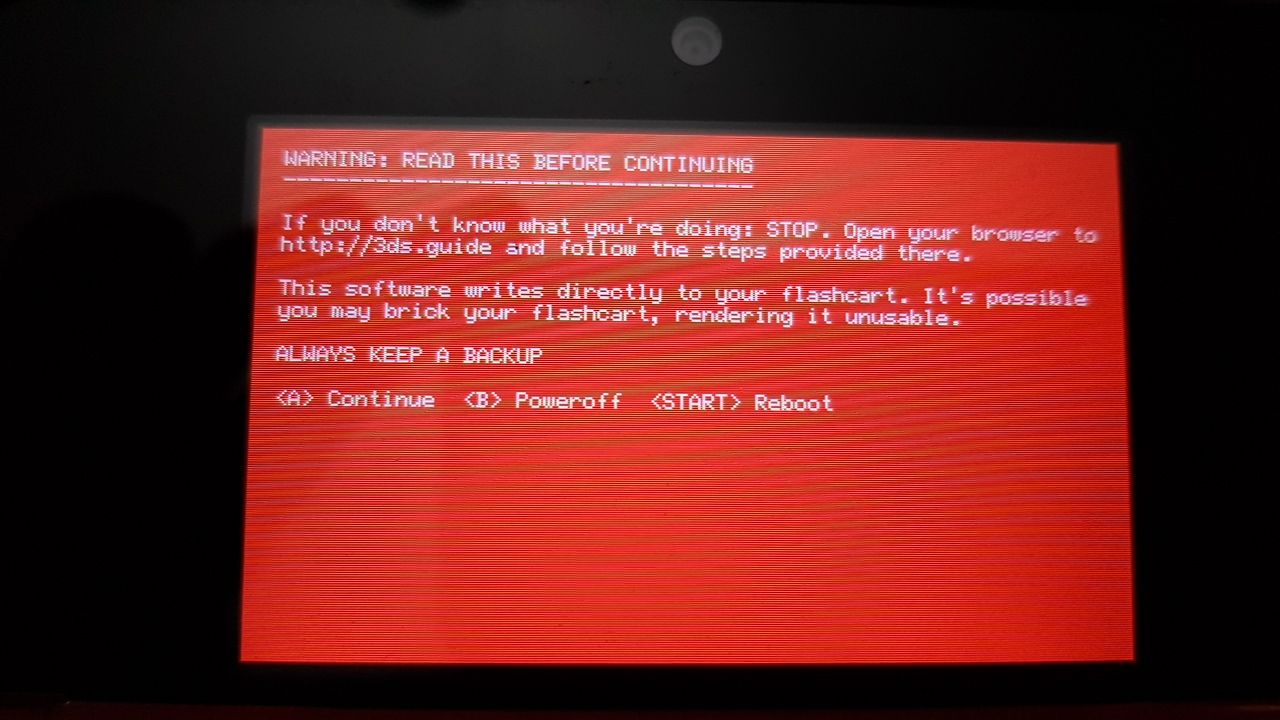 WARNING: READ THIS BEFORE CONTINUING
------------------------------------
If you don't know what you're doing: STOP. Open your browser to
http://3ds.guide and follow the steps provided there.
This software writes directly to your flashcart. It's possible
you may brick your flashcart, rendering it unusable.
ALWAYS KEEP A BACKUP
<A> Continue  <B> Poweroff  <START> Reboot